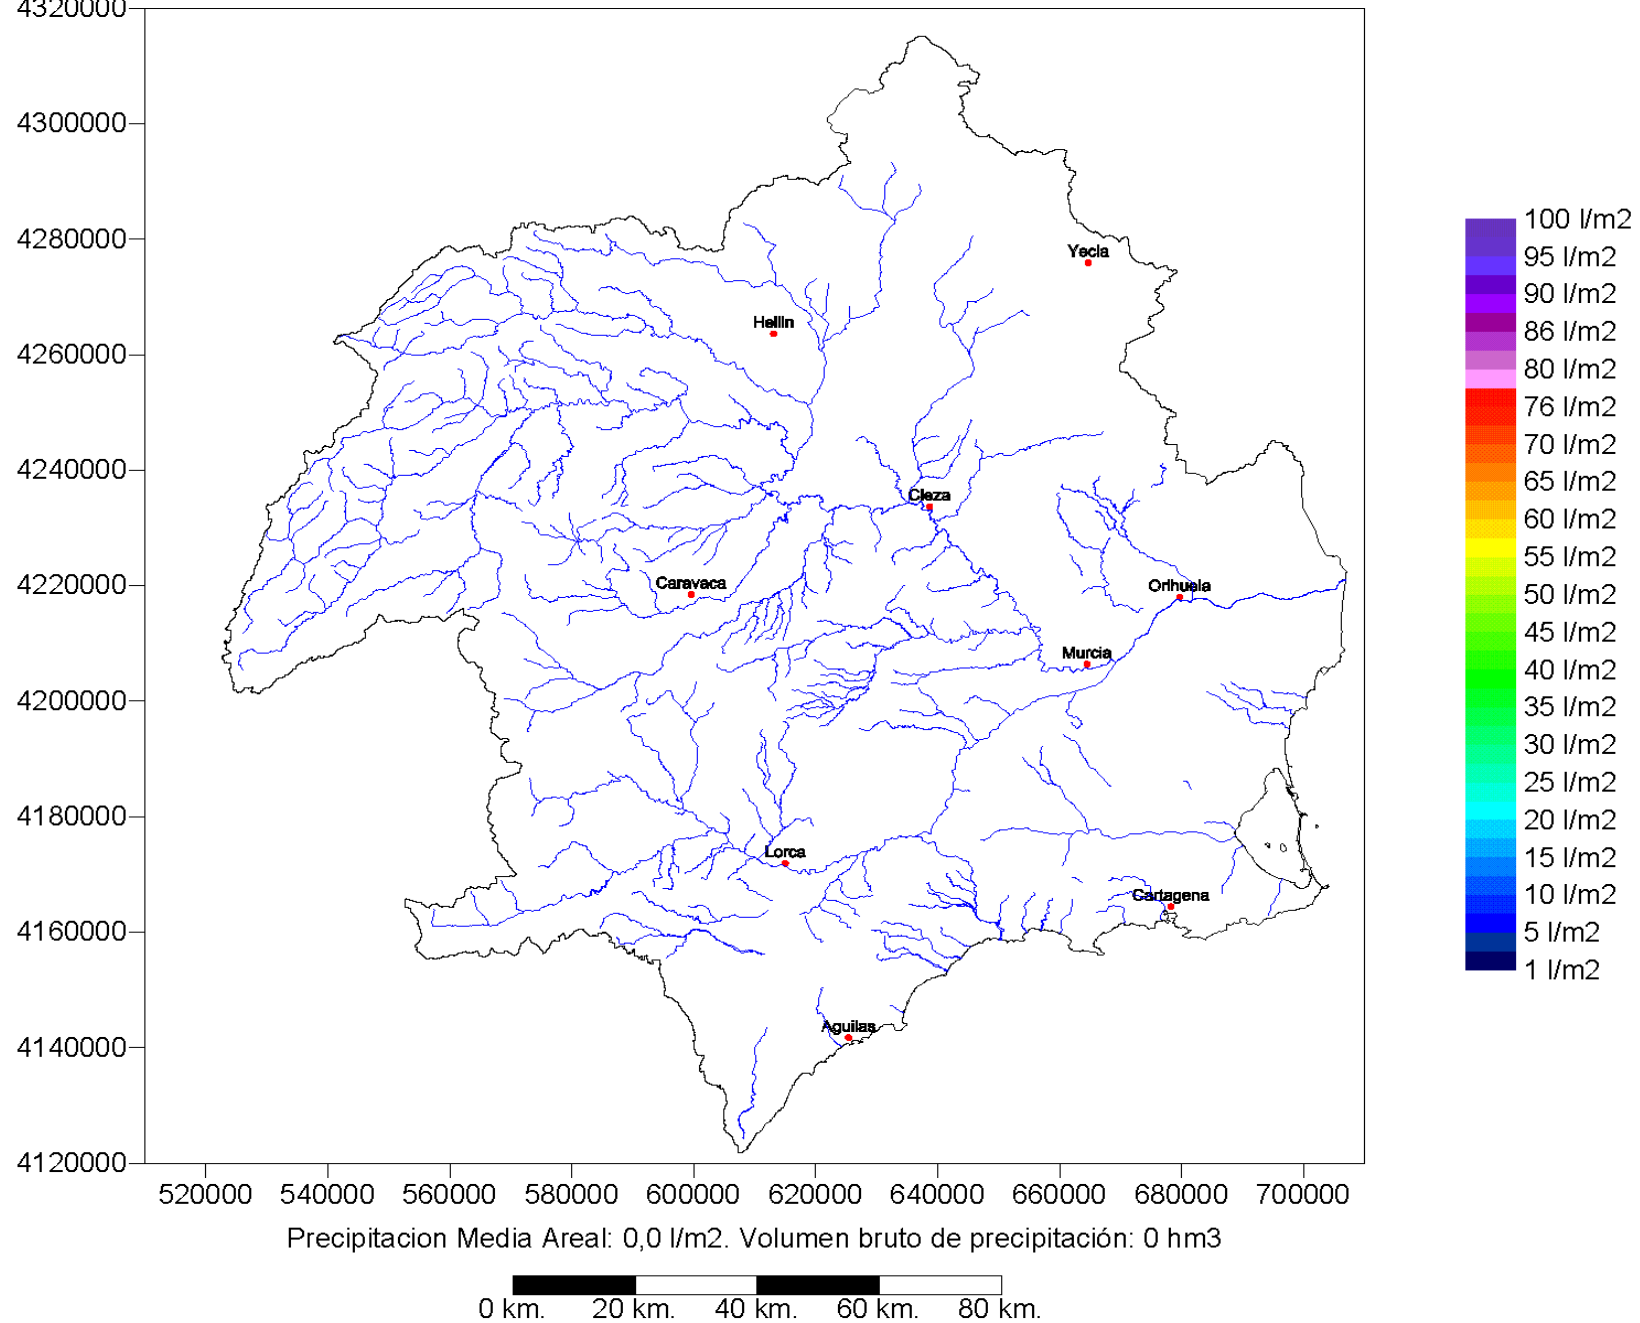 4320000
4300000
4280000
4260000
4240000
4220000
4200000
4180000
4160000
4140000
4120000
520000 540000 560000 580000 600000 620000 640000 660000 680000 700000
Yecla
Hellin
Cieza
Caravaca
Orihuela
Murcia
Lorca
Cartagena
Aguilas
100 l/m2
95 l/m2
90 l/m2
86 l/m2
80 l/m2
76 l/m2
70 l/m2
65 l/m2
60 l/m2
55 l/m2
50 l/m2
45 l/m2
40 l/m2
35 l/m2
30 l/m2
25 l/m2
20 l/m2
15 l/m2
10 l/m2
5 l/m2
1 l/m2
Precipitacion Media Areal: 0,0 l/m2. Volumen bruto de precipitación: 0 hm3
0 km. 20 km. 40 km. 60 km. 80 km.